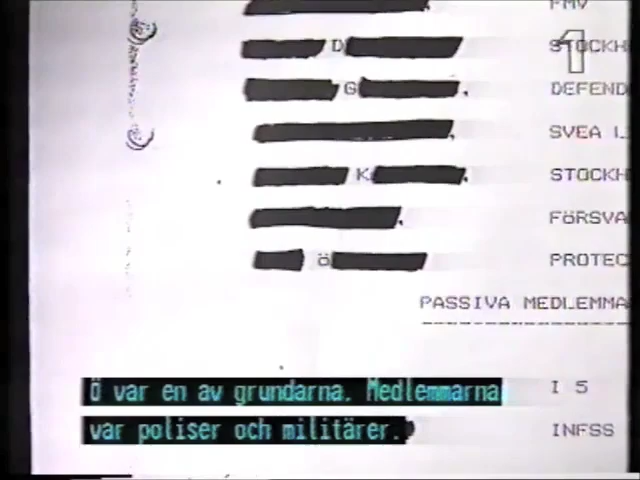 FMV
D STOCKH
1
G DEFEND
SVEA L
K STOCKH
FÖRSVA
Ö PROTEC
PASSIVA MEDLEMMA
Ö var en av grundarna. Medlemmarna
I 5
var poliser och militärer.
INFSS